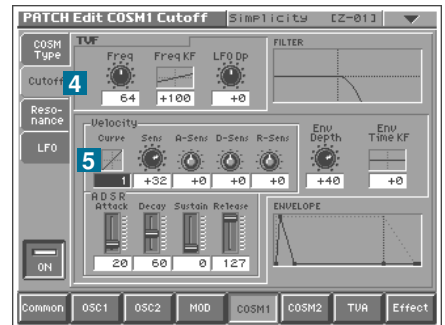 PATCH Edit COSM1 Cutoff Simplicity [Z-01]
COSM Type
Cutoff
Reso-nance
LFO
ON
4
TVF
Freq Freq KF LFO Dp
64 +100 +0
FILTER
5
Velocity
Curve Sens A-Sens D-Sens R-Sens
1 +32 +0 +0 +0
Env Depth Env Time KF
+40 +0
ADSR
Attack Decay Sustain Release
20 60 0 127
ENVELOPE
Common OSC1 OSC2 MOD COSM1 COSM2 TVA Effect